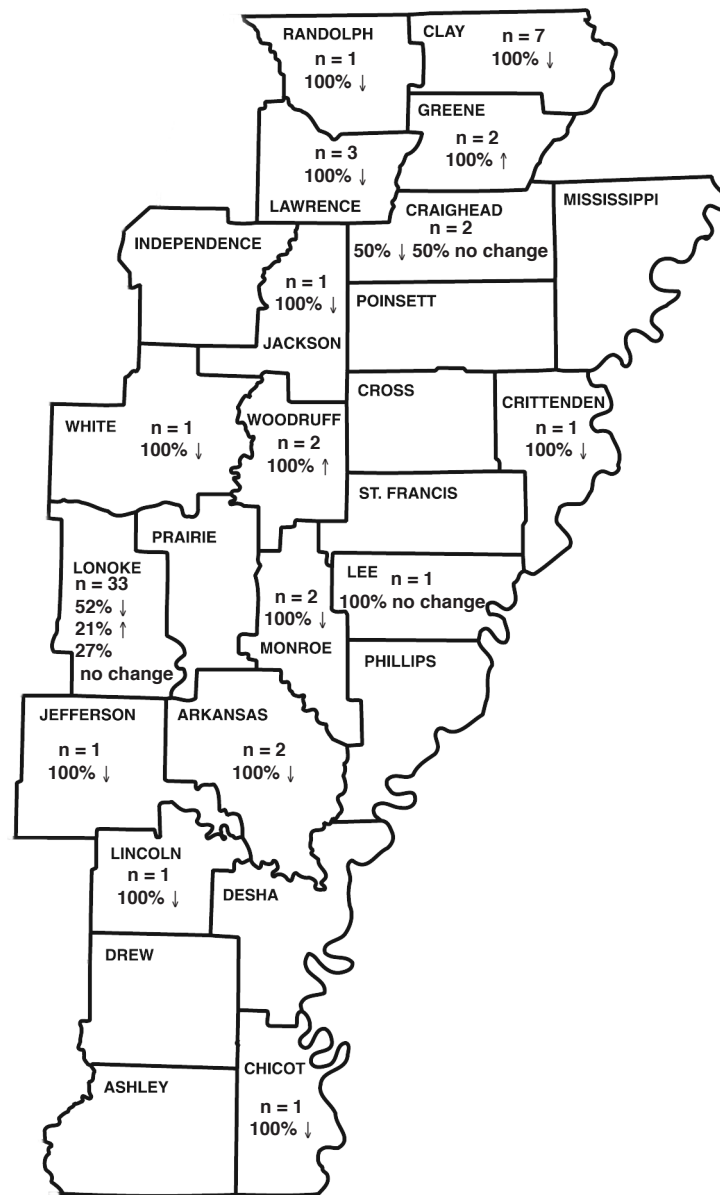 RANDOLPH
n = 1
100% ↓
CLAY
n = 7
100% ↓
GREENE
n = 2
100% ↑
n = 3
100% ↓
LAWRENCE
CRAIGHEAD
n = 2
50% ↓ 50% no change
MISSISSIPPI
INDEPENDENCE
n = 1
100% ↓
JACKSON
POINSETT
WHITE
n = 1
100% ↓
WOODRUFF
n = 2
100% ↑
CROSS
CRITTENDEN
n = 1
100% ↓
ST. FRANCIS
PRAIRIE
LONOKE
n = 33
52% ↓
21% ↑
27%
no change
n = 2
100% ↓
MONROE
LEE
n = 1
100% no change
PHILLIPS
JEFFERSON
n = 1
100% ↓
ARKANSAS
n = 2
100% ↓
LINCOLN
n = 1
100% ↓
DESHA
DREW
ASHLEY
CHICOT
n = 1
100% ↓